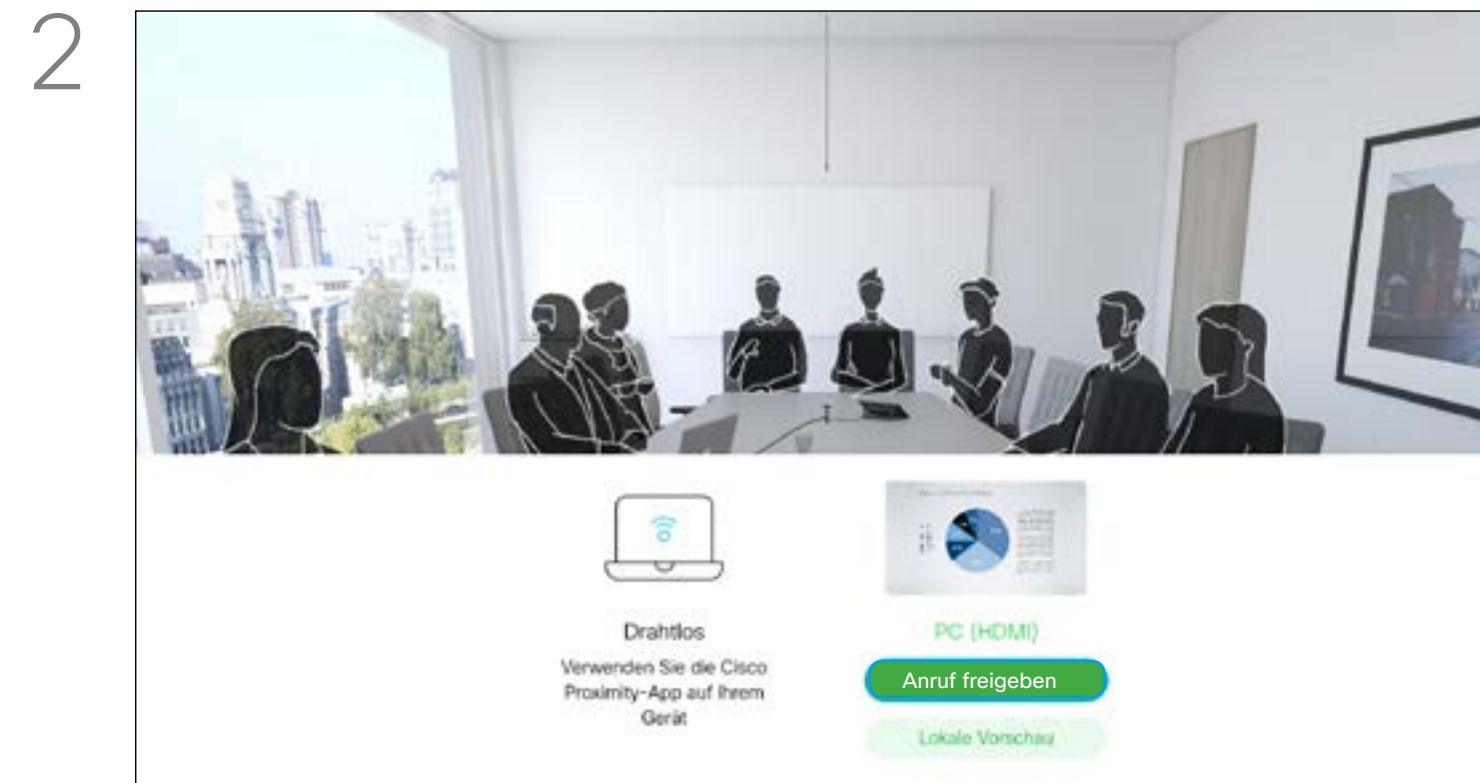 2
Drahtlos
Verwenden Sie die Cisco
Proximity-App auf Ihrem
Gerät
PC (HDMI)
Anruf freigeben
Lokale Vorschau